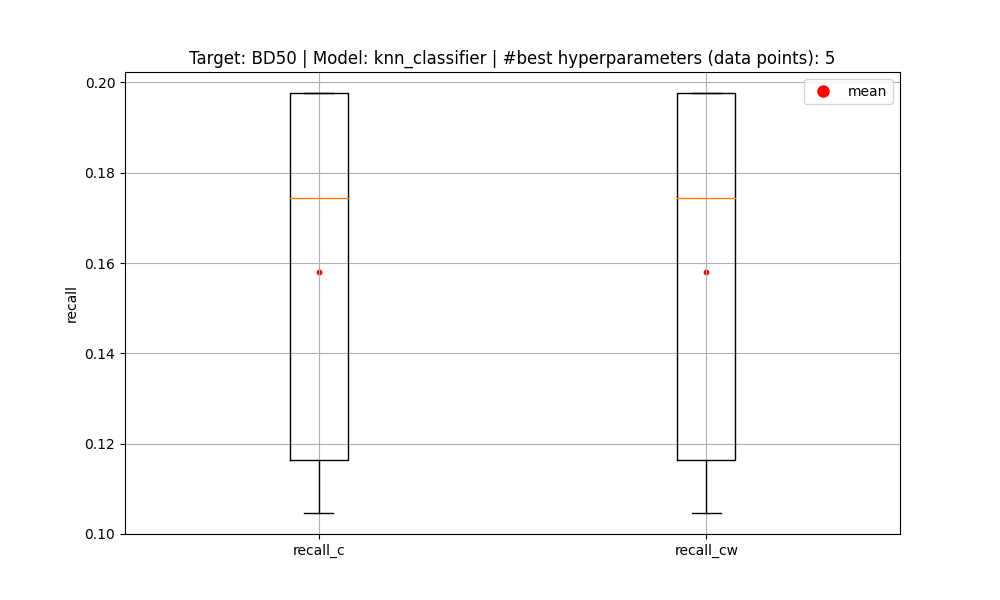 Target: BD50 | Model: knn_classifier | #best hyperparameters (data points): 5
mean
recall
0.20
0.18
0.16
0.14
0.12
0.10
recall_c
recall_cw